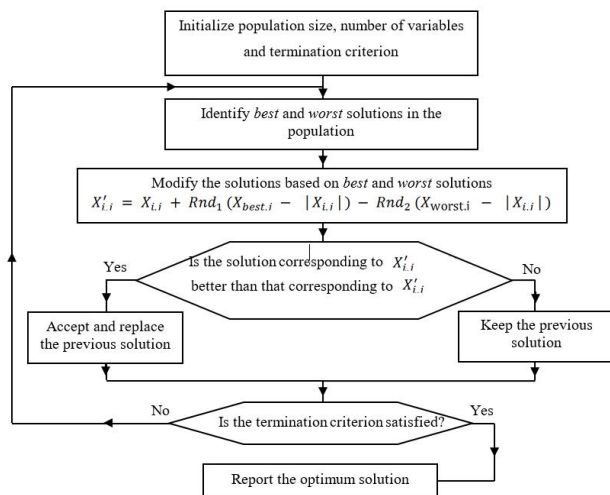 Initialize population size, number of variables
and termination criterion
Identify best and worst solutions in the
population
Modify the solutions based on best and worst solutions
X′i.i = Xi.i + Rnd1 (Xbest.i − |Xi.i|) − Rnd2 (Xworst.i − |Xi.i|)
Is the solution corresponding to X′i.i
better than that corresponding to X′i.i
Yes
No
Accept and replace
the previous solution
Keep the previous
solution
Is the termination criterion satisfied?
No
Yes
Report the optimum solution